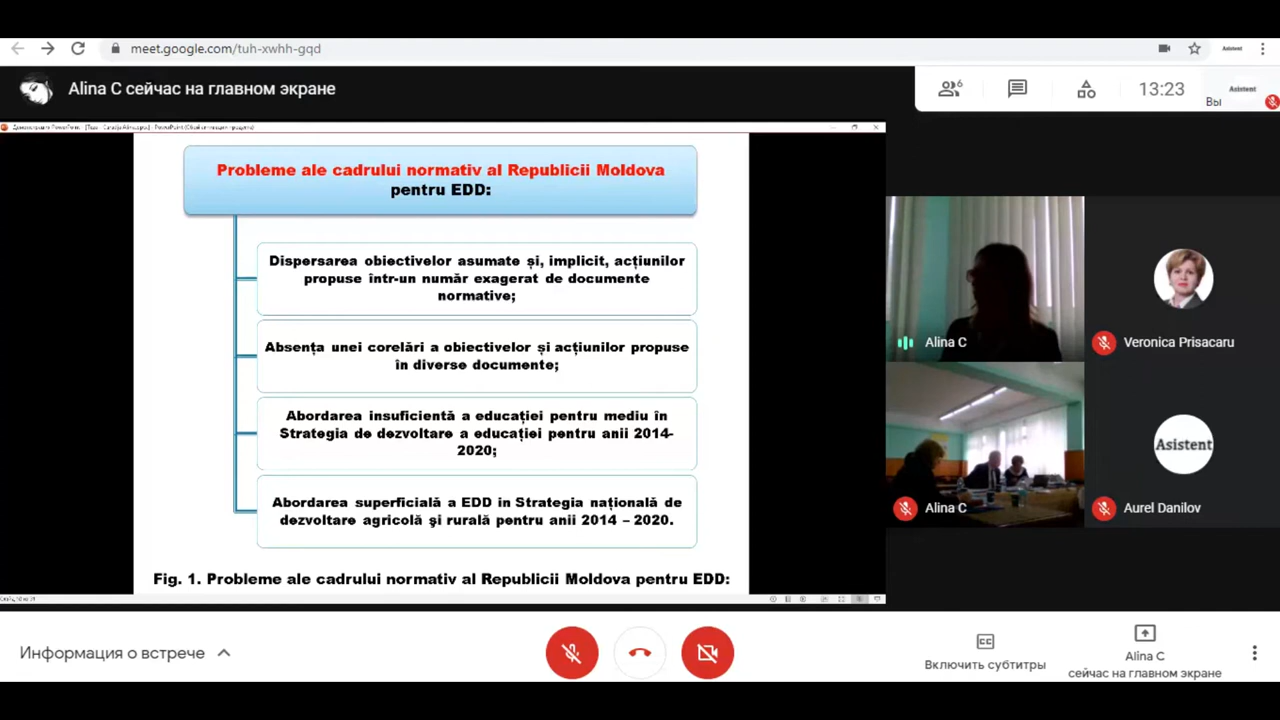 meet.google.com/tuh-xwhh-gqd
Asistent
Alina C сейчас на главном экране
6
13:23
Asistent
Вы
Probleme ale cadrului normativ al Republicii Moldova
pentru EDD:
Dispersarea obiectivelor asumate și, implicit, acțiunilor
propuse într-un număr exagerat de documente
normative;
Absența unei corelări a obiectivelor și acțiunilor propuse
în diverse documente;
Abordarea insuficientă a educației pentru mediu în
Strategia de dezvoltare a educației pentru anii 2014-
2020;
Abordarea superficială a EDD in Strategia națională de
dezvoltare agricolă şi rurală pentru anii 2014 – 2020.
Fig. 1. Probleme ale cadrului normativ al Republicii Moldova pentru EDD:
Alina C
Veronica Prisacaru
Alina C
Asistent
Aurel Danilov
Информация о встрече
Включить субтитры
Alina C
сейчас на главном экране